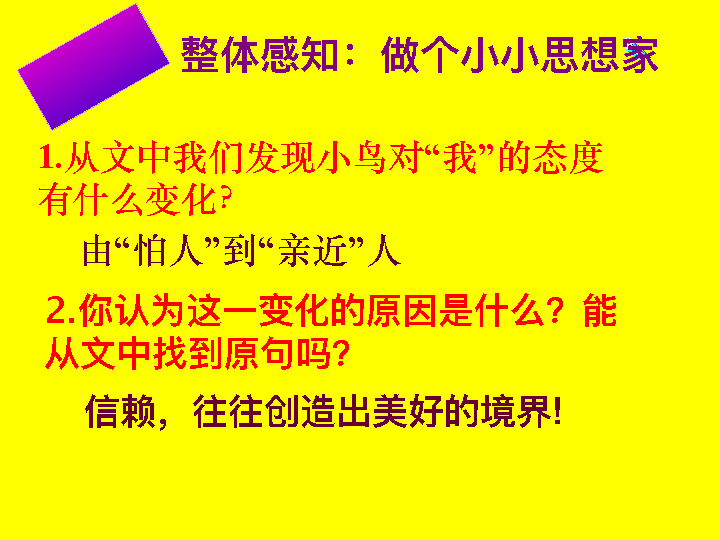 整体感知：做个小小思想家
1.从文中我们发现小鸟对“我”的态度
有什么变化?
由“怕人”到“亲近”人
2.你认为这一变化的原因是什么？能
从文中找到原句吗？
信赖，往往创造出美好的境界!